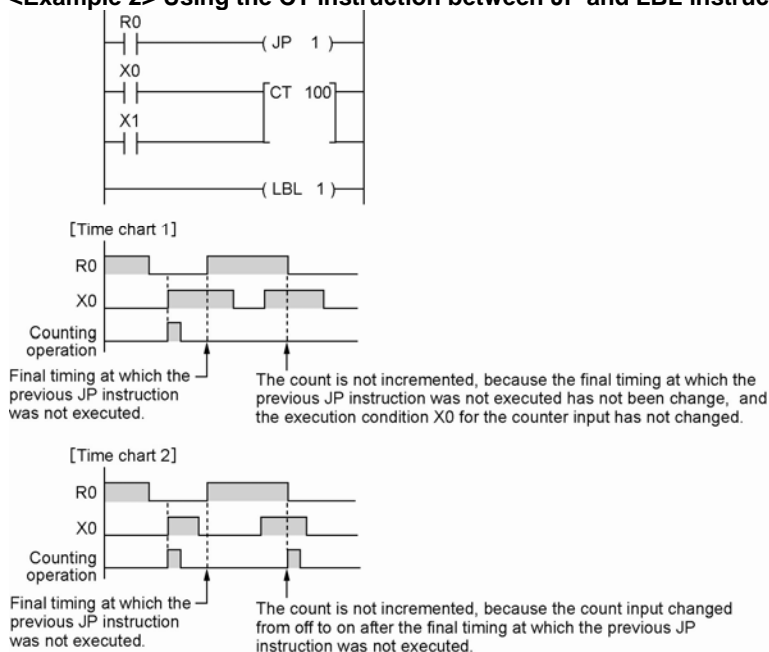 <Example 2> Using the CT instruction between JP and LBL instruc
R0
( JP 1 )
X0
CT 100
X1
( LBL 1 )
[Time chart 1]
R0
X0
Counting
operation
Final timing at which the
previous JP instruction
was not executed.
The count is not incremented, because the final timing at which the
previous JP instruction was not executed has not been change, and
the execution condition X0 for the counter input has not changed.
[Time chart 2]
R0
X0
Counting
operation
Final timing at which the
previous JP instruction
was not executed.
The count is not incremented, because the count input changed
from off to on after the final timing at which the previous JP
instruction was not executed.